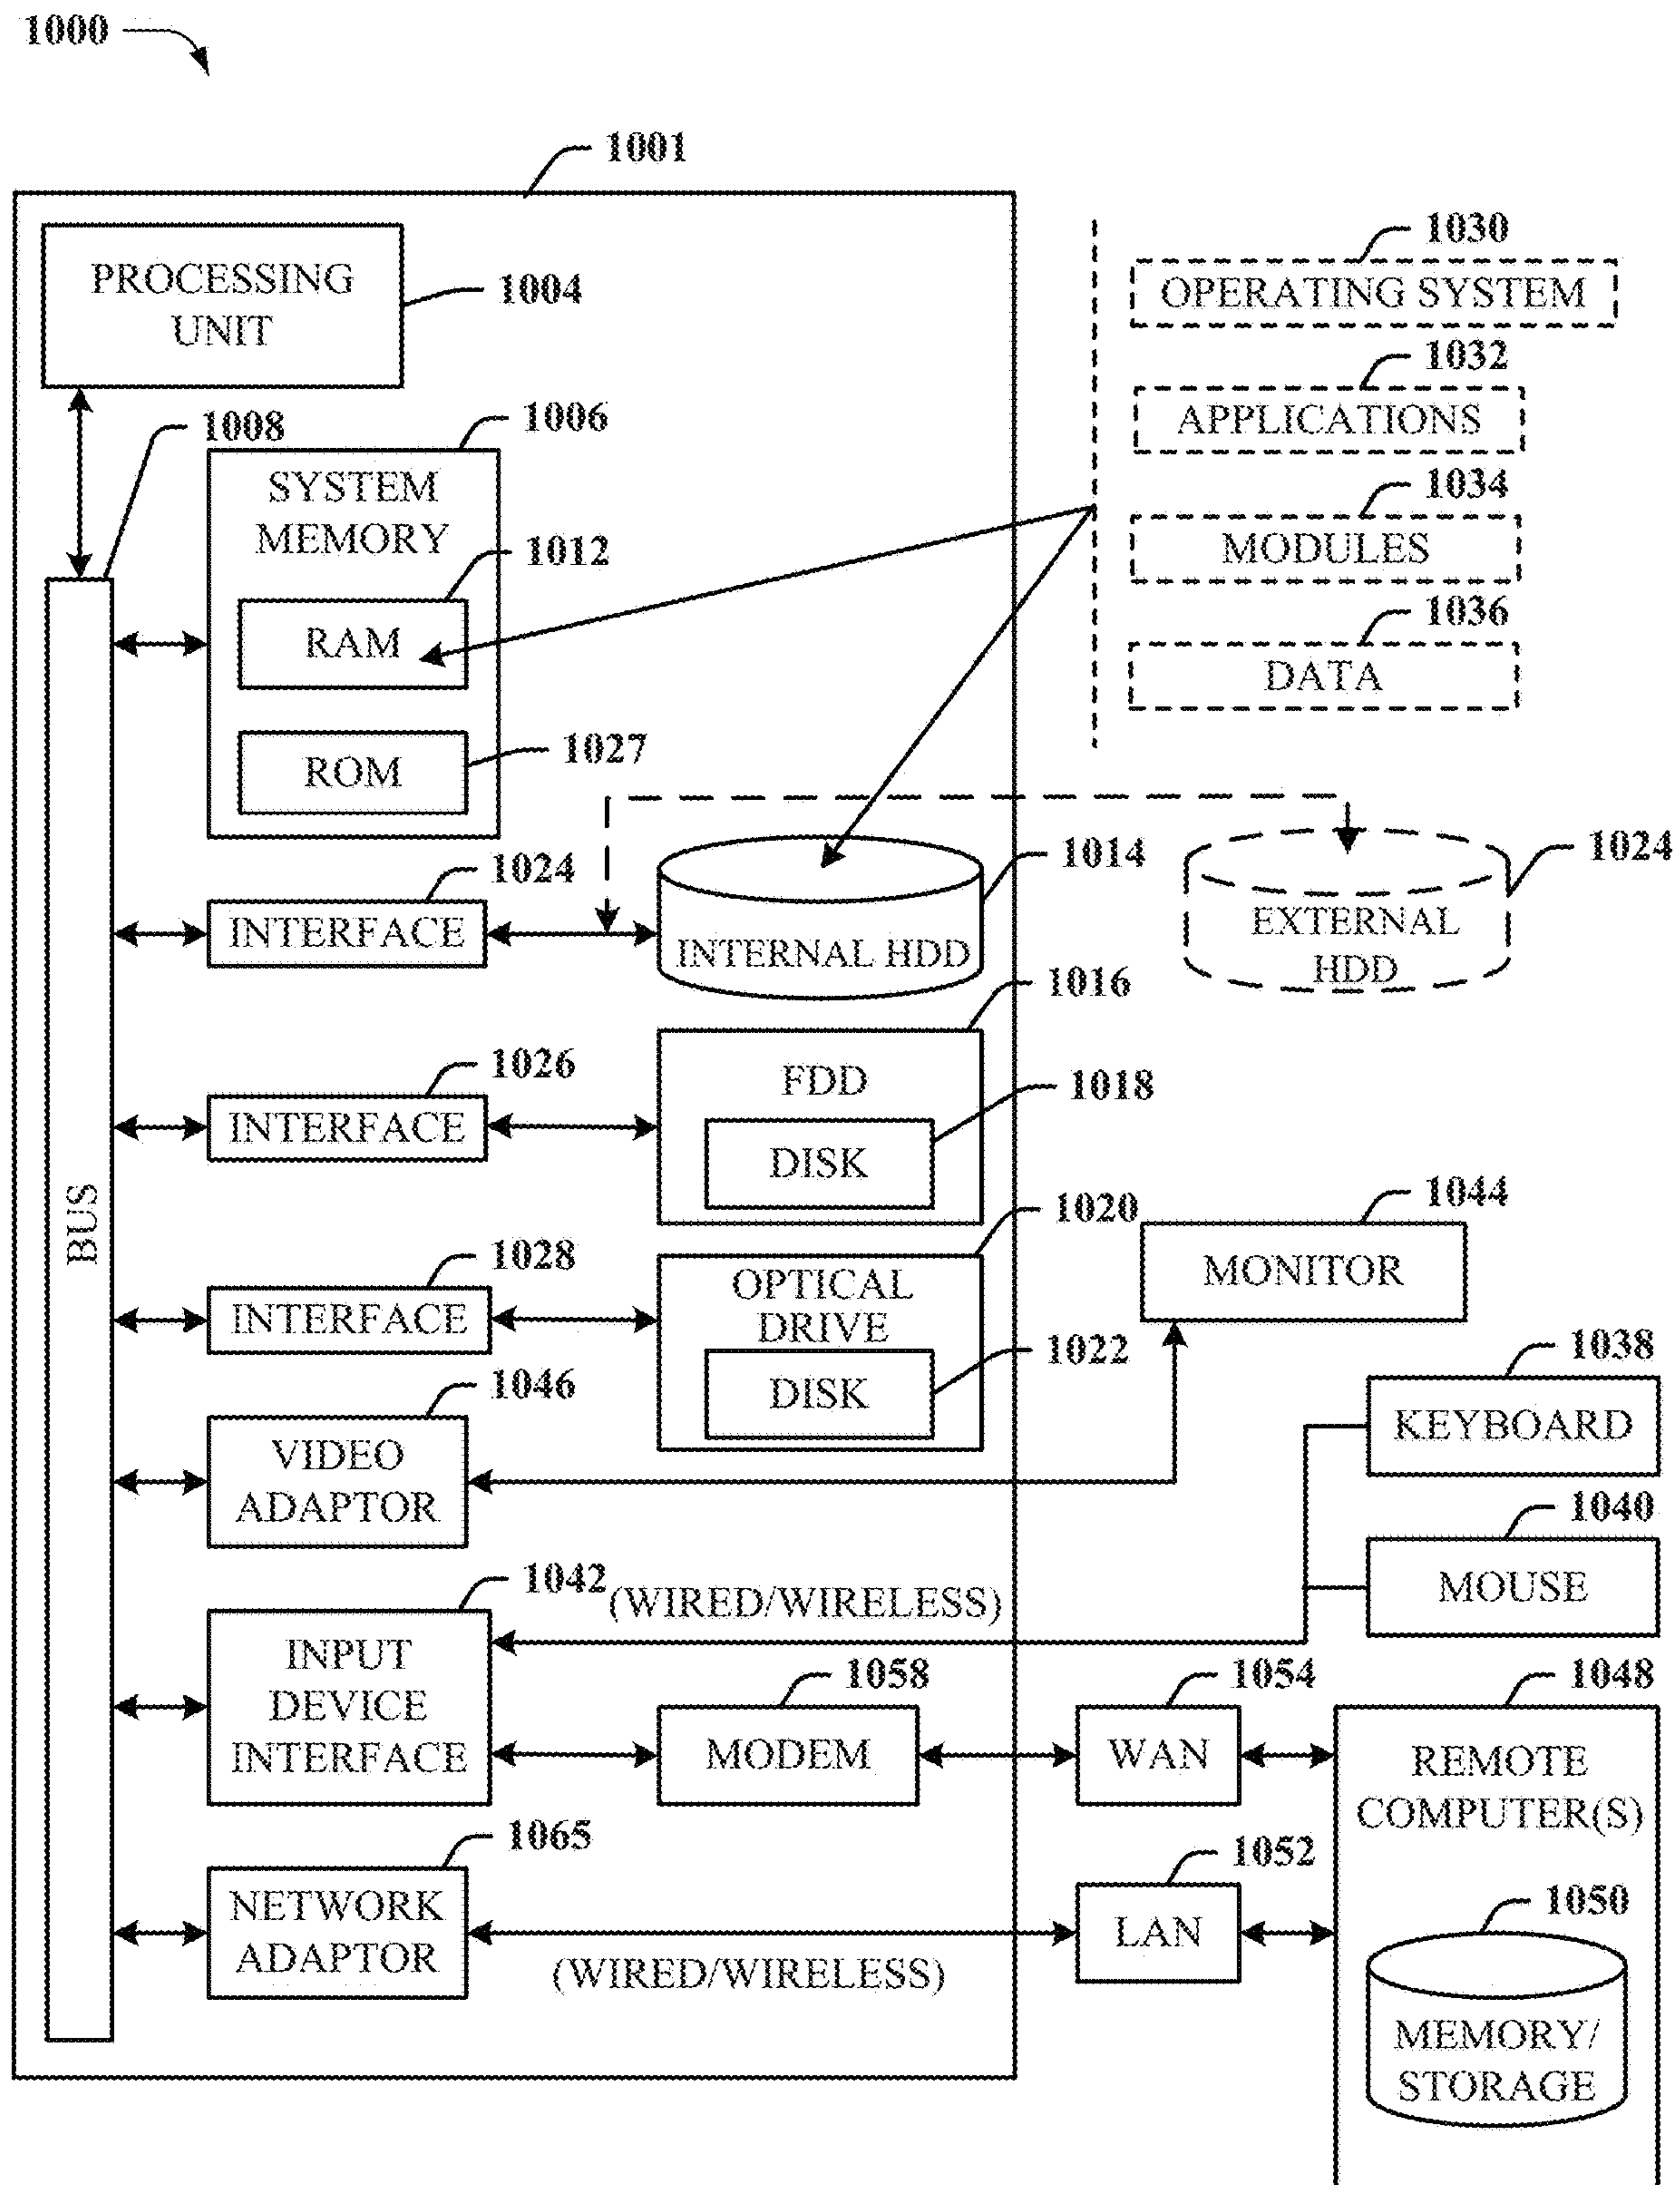 1000
1001
PROCESSING
UNIT
1004
1030
OPERATING SYSTEM
1032
APPLICATIONS
1034
MODULES
1036
DATA
1008
1006
SYSTEM
MEMORY
1012
RAM
1027
ROM
1024
INTERFACE
1014
INTERNAL HDD
1024
EXTERNAL
HDD
1016
FDD
1026
INTERFACE
1018
DISK
BUS
1020
OPTICAL
DRIVE
1028
INTERFACE
1022
DISK
1044
MONITOR
1046
VIDEO
ADAPTOR
1038
KEYBOARD
1040
MOUSE
1042
(WIRED/WIRELESS)
INPUT
DEVICE
INTERFACE
1058
MODEM
1054
WAN
1048
REMOTE
COMPUTER(S)
1065
NETWORK
ADAPTOR
(WIRED/WIRELESS)
1052
LAN
1050
MEMORY/
STORAGE